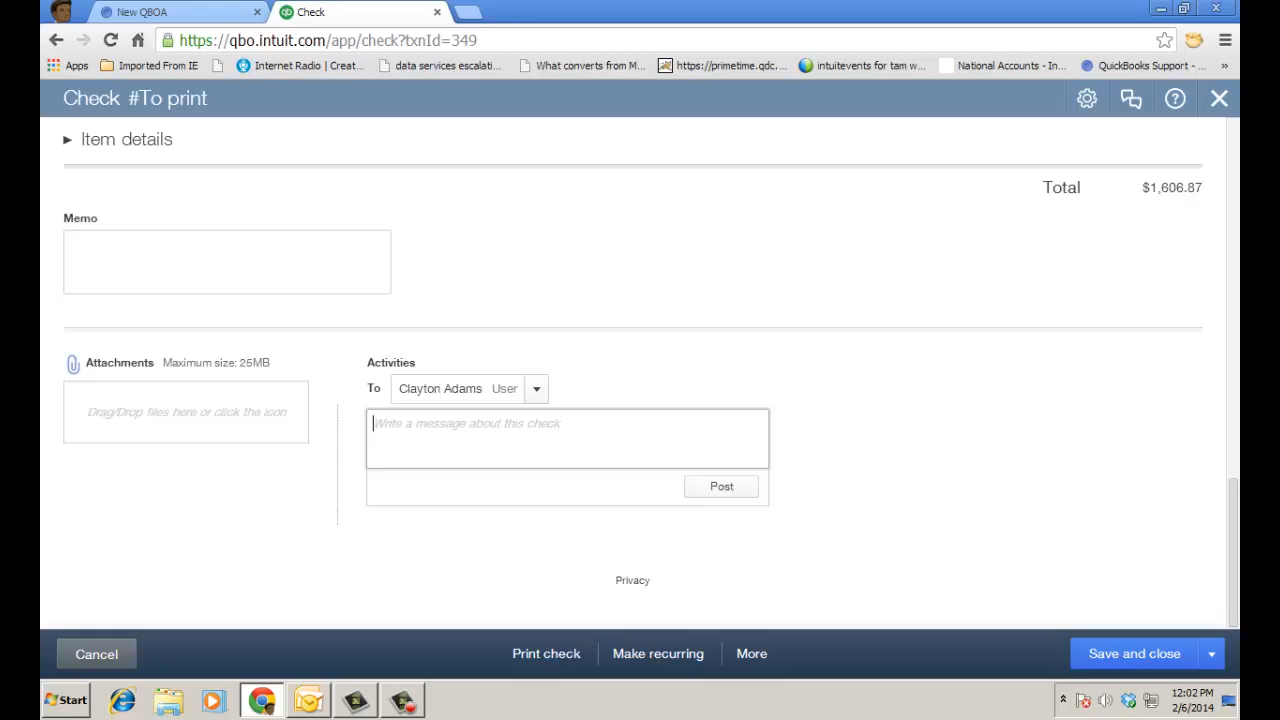 New QBOA
Check
https://qbo.intuit.com/app/check?txnId=349
Apps Imported From IE Internet Radio | Creat... data services escalati... What converts from M... https://primetime.qdc.... intuitevents for tam w... National Accounts - In... QuickBooks Support - ... »
Check #To print
Item details
Total $1,606.87
Memo
Attachments Maximum size: 25MB
Drag/Drop files here or click the icon
Activities
To Clayton Adams User
Write a message about this check
Post
Privacy
Cancel Print check Make recurring More Save and close
Start 12:02 PM
2/6/2014